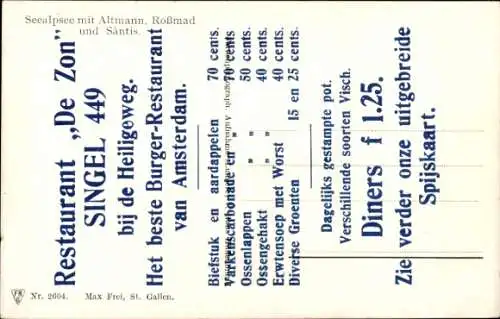 Seealpsee mit Altmann, Roßmad
und Säntis.
Restaurant „De Zon”
SINGEL 449
bij de Heiligeweg.
Het beste Burger-Restaurant
van Amsterdam.
Biefstuk en aardappelen 70 cents.
Varkenscarbonade en „ 70 cents
Ossenlappen „ 50 cents
Ossengehakt „ 40 cents
Erwtensoep met Worst 40 cents
Diverse Groenten 15 en 25 cents.
Dagelijks gestampte pot.
Verschillende soorten Visch.
Diners f 1.25.
Zie verder onze uitgebreide
Spijskaart.
Nr. 2604. Max Frei, St. Gallen.